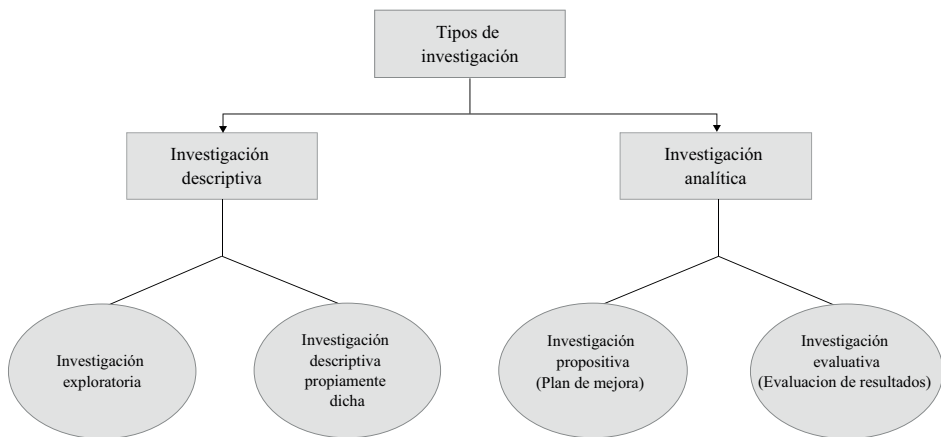 Tipos de
investigación
Investigación
descriptiva
Investigación
analítica
Investigación
exploratoria
Investigación
descriptiva
propiamente
dicha
Investigación
propositiva
(Plan de mejora)
Investigación
evaluativa
(Evaluacion de resultados)